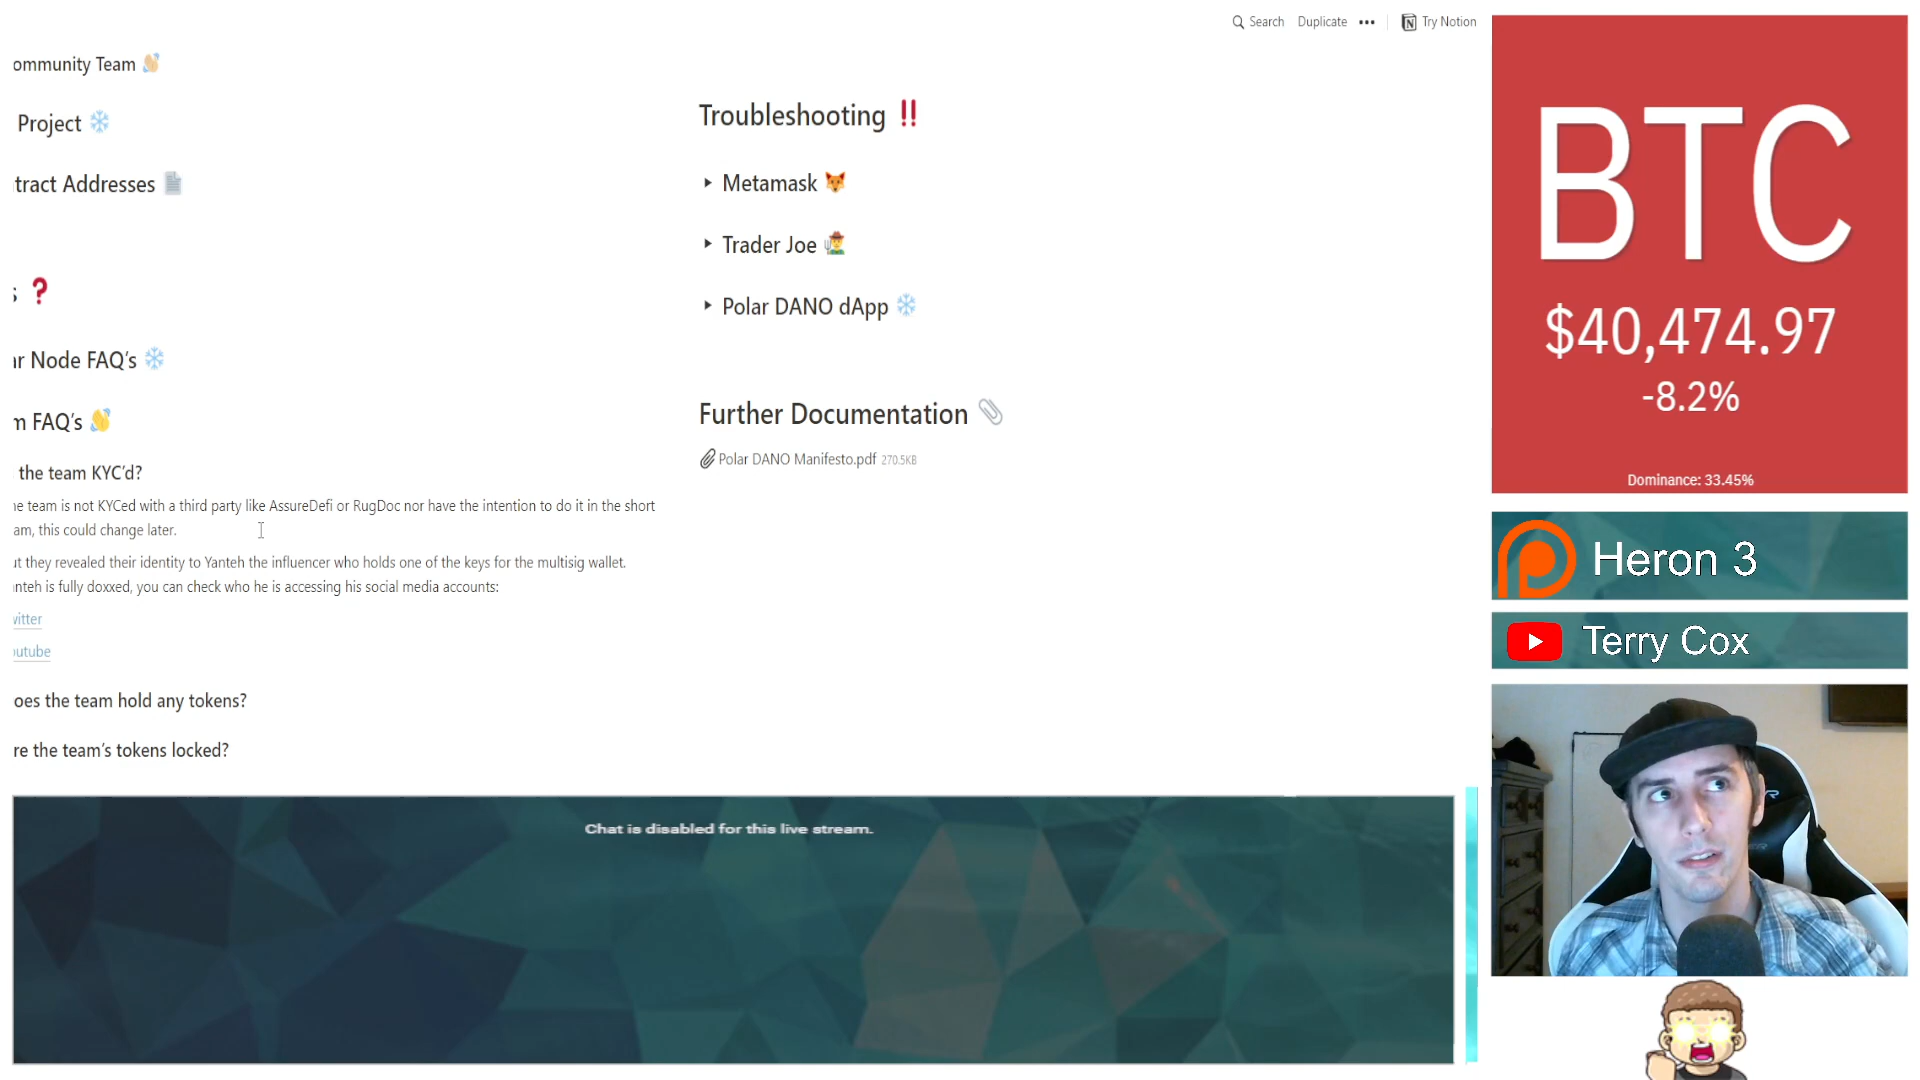 Search Duplicate ••• Try Notion
ommunity Team
Project
tract Addresses
s
r Node FAQ's
m FAQ's
the team KYC'd?
e team is not KYCed with a third party like AssureDefi or RugDoc nor have the intention to do it in the short
am, this could change later.
ut they revealed their identity to Yanteh the influencer who holds one of the keys for the multisig wallet.
nteh is fully doxxed, you can check who he is accessing his social media accounts:
witter
outube
oes the team hold any tokens?
re the team's tokens locked?
Troubleshooting
Metamask
Trader Joe
Polar DANO dApp
Further Documentation
Polar DANO Manifesto.pdf 270.5KB
Chat is disabled for this live stream.
BTC
$40,474.97
-8.2%
Dominance: 33.45%
Heron 3
Terry Cox